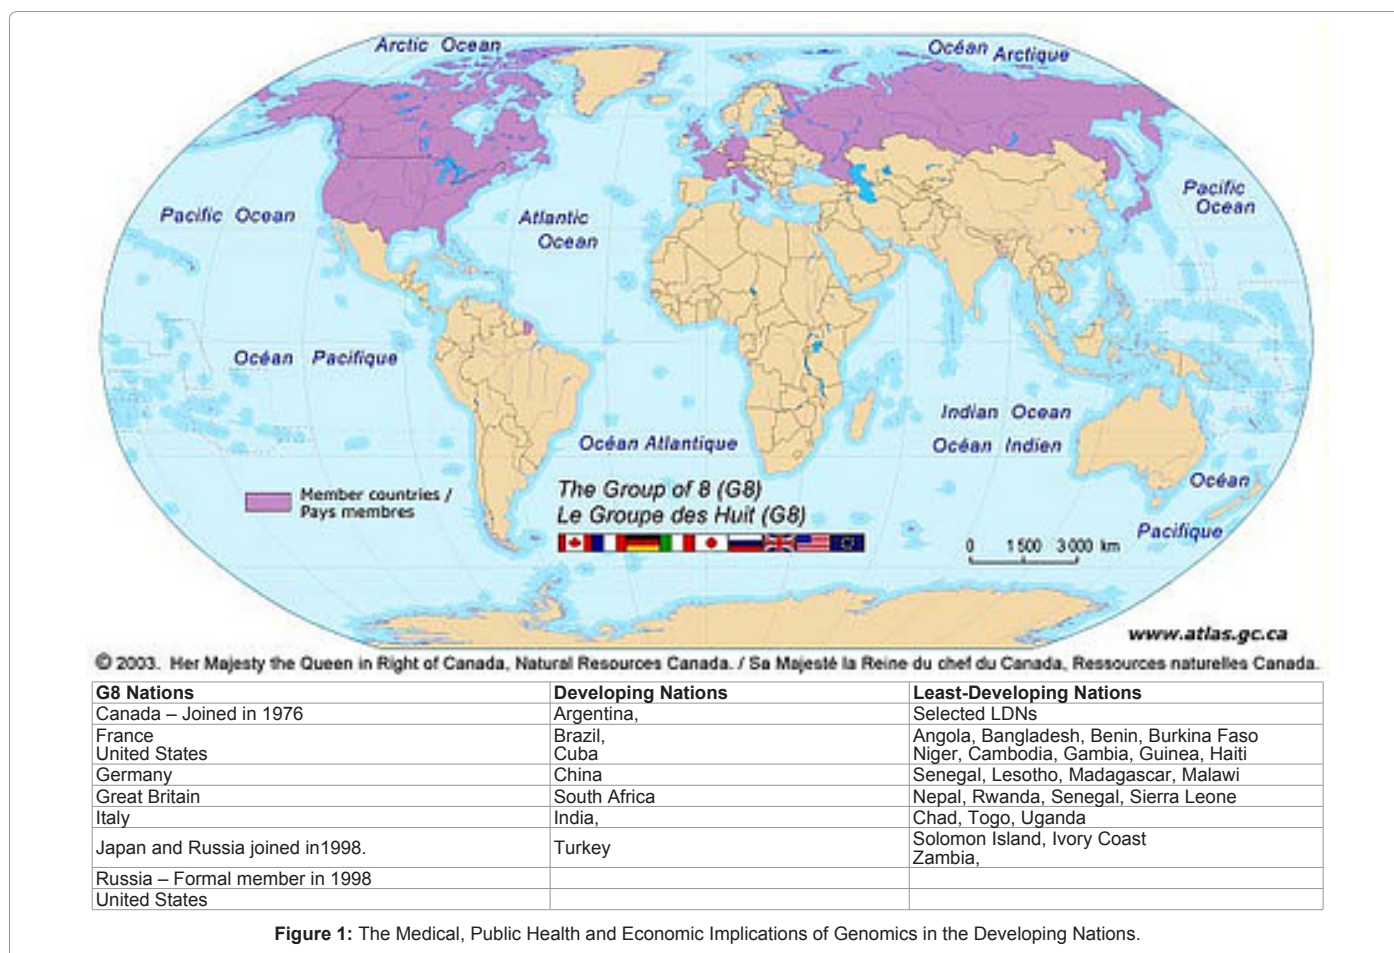 Arctic Ocean
Océan Arctique
Pacific Ocean
Atlantic
Ocean
Pacific
Ocean
Océan Pacifique
Indian Ocean
Océan Indien
Océan Atlantique
Océan
Pacifique
Member countries /
Pays membres
The Group of 8 (G8)
Le Groupe des Huit (G8)
0 1 500 3 000 km
www.atlas.gc.ca
© 2003. Her Majesty the Queen in Right of Canada, Natural Resources Canada. / Sa Majesté la Reine du chef du Canada, Ressources naturelles Canada.
G8 Nations Developing Nations Least-Developing Nations
Canada – Joined in 1976 Argentina, Selected LDNs
France Brazil, Angola, Bangladesh, Benin, Burkina Faso
United States Cuba Niger, Cambodia, Gambia, Guinea, Haiti
Germany China Senegal, Lesotho, Madagascar, Malawi
Great Britain South Africa Nepal, Rwanda, Senegal, Sierra Leone
Italy India, Chad, Togo, Uganda
Japan and Russia joined in1998. Turkey Solomon Island, Ivory Coast
Zambia,
Russia – Formal member in 1998
United States
Figure 1: The Medical, Public Health and Economic Implications of Genomics in the Developing Nations.